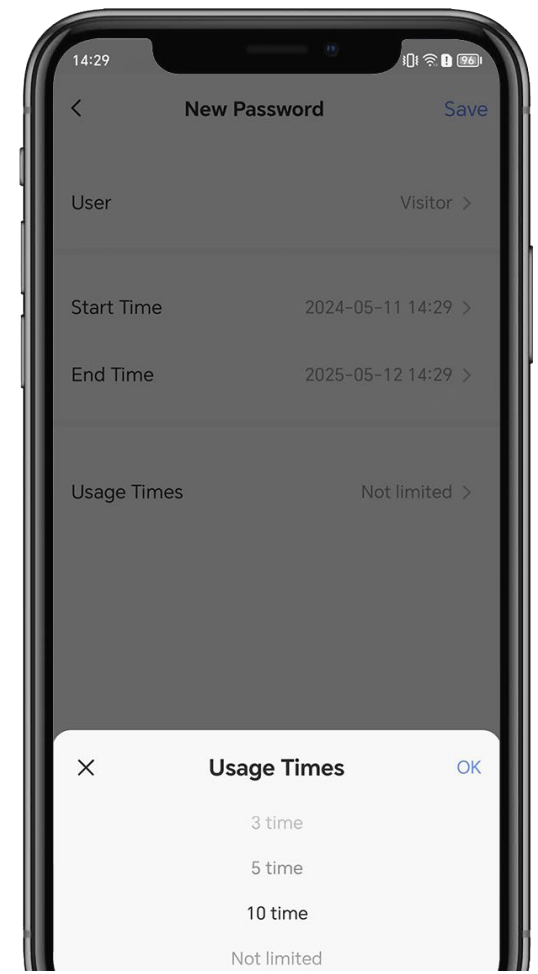 14:29 96
New Password Save
User Visitor
Start Time 2024-05-11 14:29
End Time 2025-05-12 14:29
Usage Times Not limited
Usage Times OK
3 time
5 time
10 time
Not limited